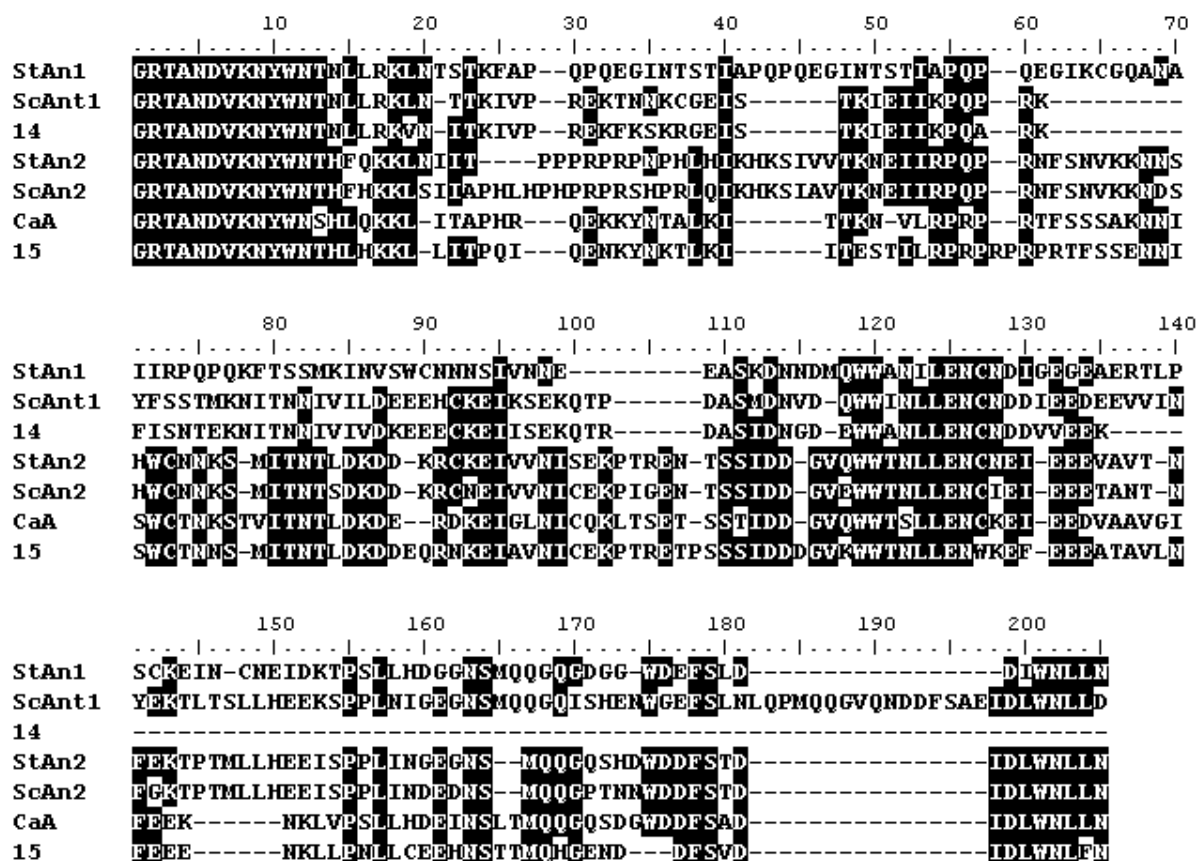 10 20 30 40 50 60 70
StAn1 GRTANDVKNYWNTNLLRKLNTSTKFAP--QPQEGINTSTIAPQPQEGINTSTIAPQP--QEGIKCGQANA
ScAnt1 GRTANDVKNYWNTNLLRKLN-TTKIVP--REKTNNKCGEIS------TKIEIIKPQP--RK---------
14 GRTANDVKNYWNTNLLRKVN-ITKIVP--REKFKSKRGEIS------TKIEIIKPQA--RK---------
StAn2 GRTANDVKNYWNTHFQKKLNIIT----PPPRPRPNPHLHIKHKSIVVTKNEIIRPQP--RNFSNVKKNNS
ScAn2 GRTANDVKNYWNTHFHKKLSIIAPHLHPHPRPRSHPRLQIKHKSIAVTKNEIIRPQP--RNFSNVKKNDS
CaA GRTANDVKNYWNSHLQKKL-ITAPHR---QEKKYNTALKI------TTKN-VLRPRP--RTFSSSAKNNI
15 GRTANDVKNYWNTHLHKKL-LITPQI---QENKYNKTLKI------ITESTILRPRPRPRPRTFSSENNI
80 90 100 110 120 130 140
StAn1 IIRPQPQKFTSSMKINVSWCNNNSIVNNE---------EASKDNNDMQWWANILENCNDIGEGEAERTLP
ScAnt1 YFSSTMKNITNNIVILDEEEHCKEIKSEKQTP------DASMDNVD-QWWINLLENCNDDIEEDEEVVIN
14 FISNTEKNITNNIVIVDKEEECKEIISEKQTR------DASIDNGD-EWWANLLENCNDDVVEEK-----
StAn2 HWCNNKS-MITNTLDKDD-KRCKEIVVNISEKPTREN-TSSIDD-GVQWWTNLLENCNEI-EEEVAVT-N
ScAn2 HWCNNKS-MITNTSDKDD-KRCNEIVVNICEKPIGEN-TSSIDD-GVEWWTNLLENCIEI-EEETANT-N
CaA SWCTNKSTVITNTLDKDE--RDKEIGLNICQKLTSET-SSTIDD-GVQWWTSLLENCKEI-EEDVAAVGI
15 SWCTNNS-MITNTLDKDDEQRNKEIAVNICEKPTRETPSSSIDDDGVKWWTNLLENWKEF-EEEATAVLN
150 160 170 180 190 200
StAn1 SCKEIN-CNEIDKTPSLLHDGGNSMQQGQGDGG-WDEFSLD-----------------DIWNLLN
ScAnt1 YEKTLTSLLHEEKSPPLNIGEGNSMQQGQISHENWGEFSLNLQPMQQGVQNDDFSAEIDLWNLLD
14 -----------------------------------------------------------------
StAn2 FEKTPTMLLHEEISPPLINGEGNS--MQQGQSHDWDDFSTD----------------IDLWNLLN
ScAn2 FGKTPTMLLHEEISPPLINDEDNS--MQQGPTNNWDDFSTD----------------IDLWNLLN
CaA FEEK------NKLVPSLLHDEINSLTMQQGQSDGWDDFSAD----------------IDLWNLLN
15 FEEE------NKLLPNLLCEEHNSTTMQHGEND---DFSVD----------------IDLWNLFN